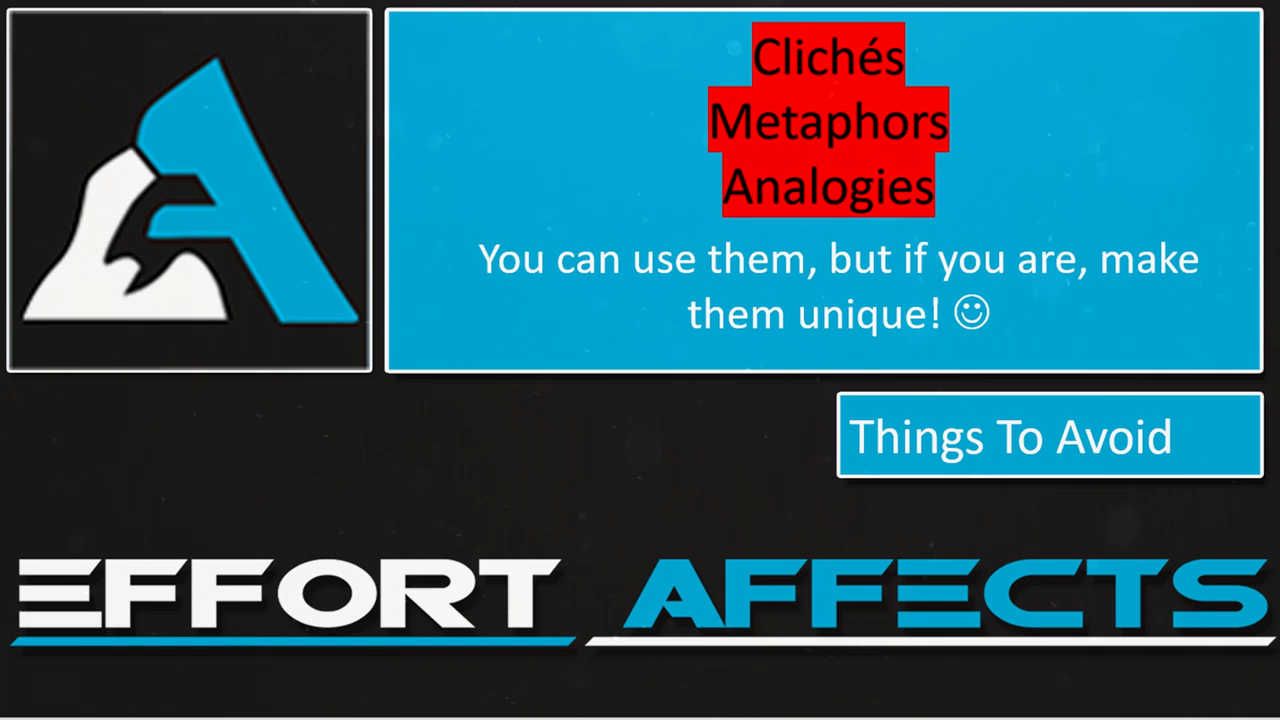 Clichés
Metaphors
Analogies
You can use them, but if you are, make
them unique! ☺
Things To Avoid
EFFORT AFFECTS